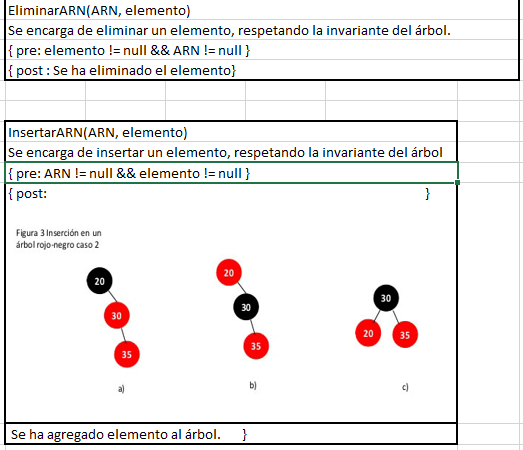 EliminarARN(ARN, elemento)
Se encarga de eliminar un elemento, respetando la invariante del árbol.
{ pre: elemento != null && ARN != null }
{ post : Se ha eliminado el elemento}
InsertarARN(ARN, elemento)
Se encarga de insertar un elemento, respetando la invariante del árbol
{ pre: ARN != null && elemento != null }
{ post: }
Figura 3 Inserción en un
árbol rojo-negro caso 2
20 20
30 30 30
35 35 20 35
a) b) c)
Se ha agregado elemento al árbol. }